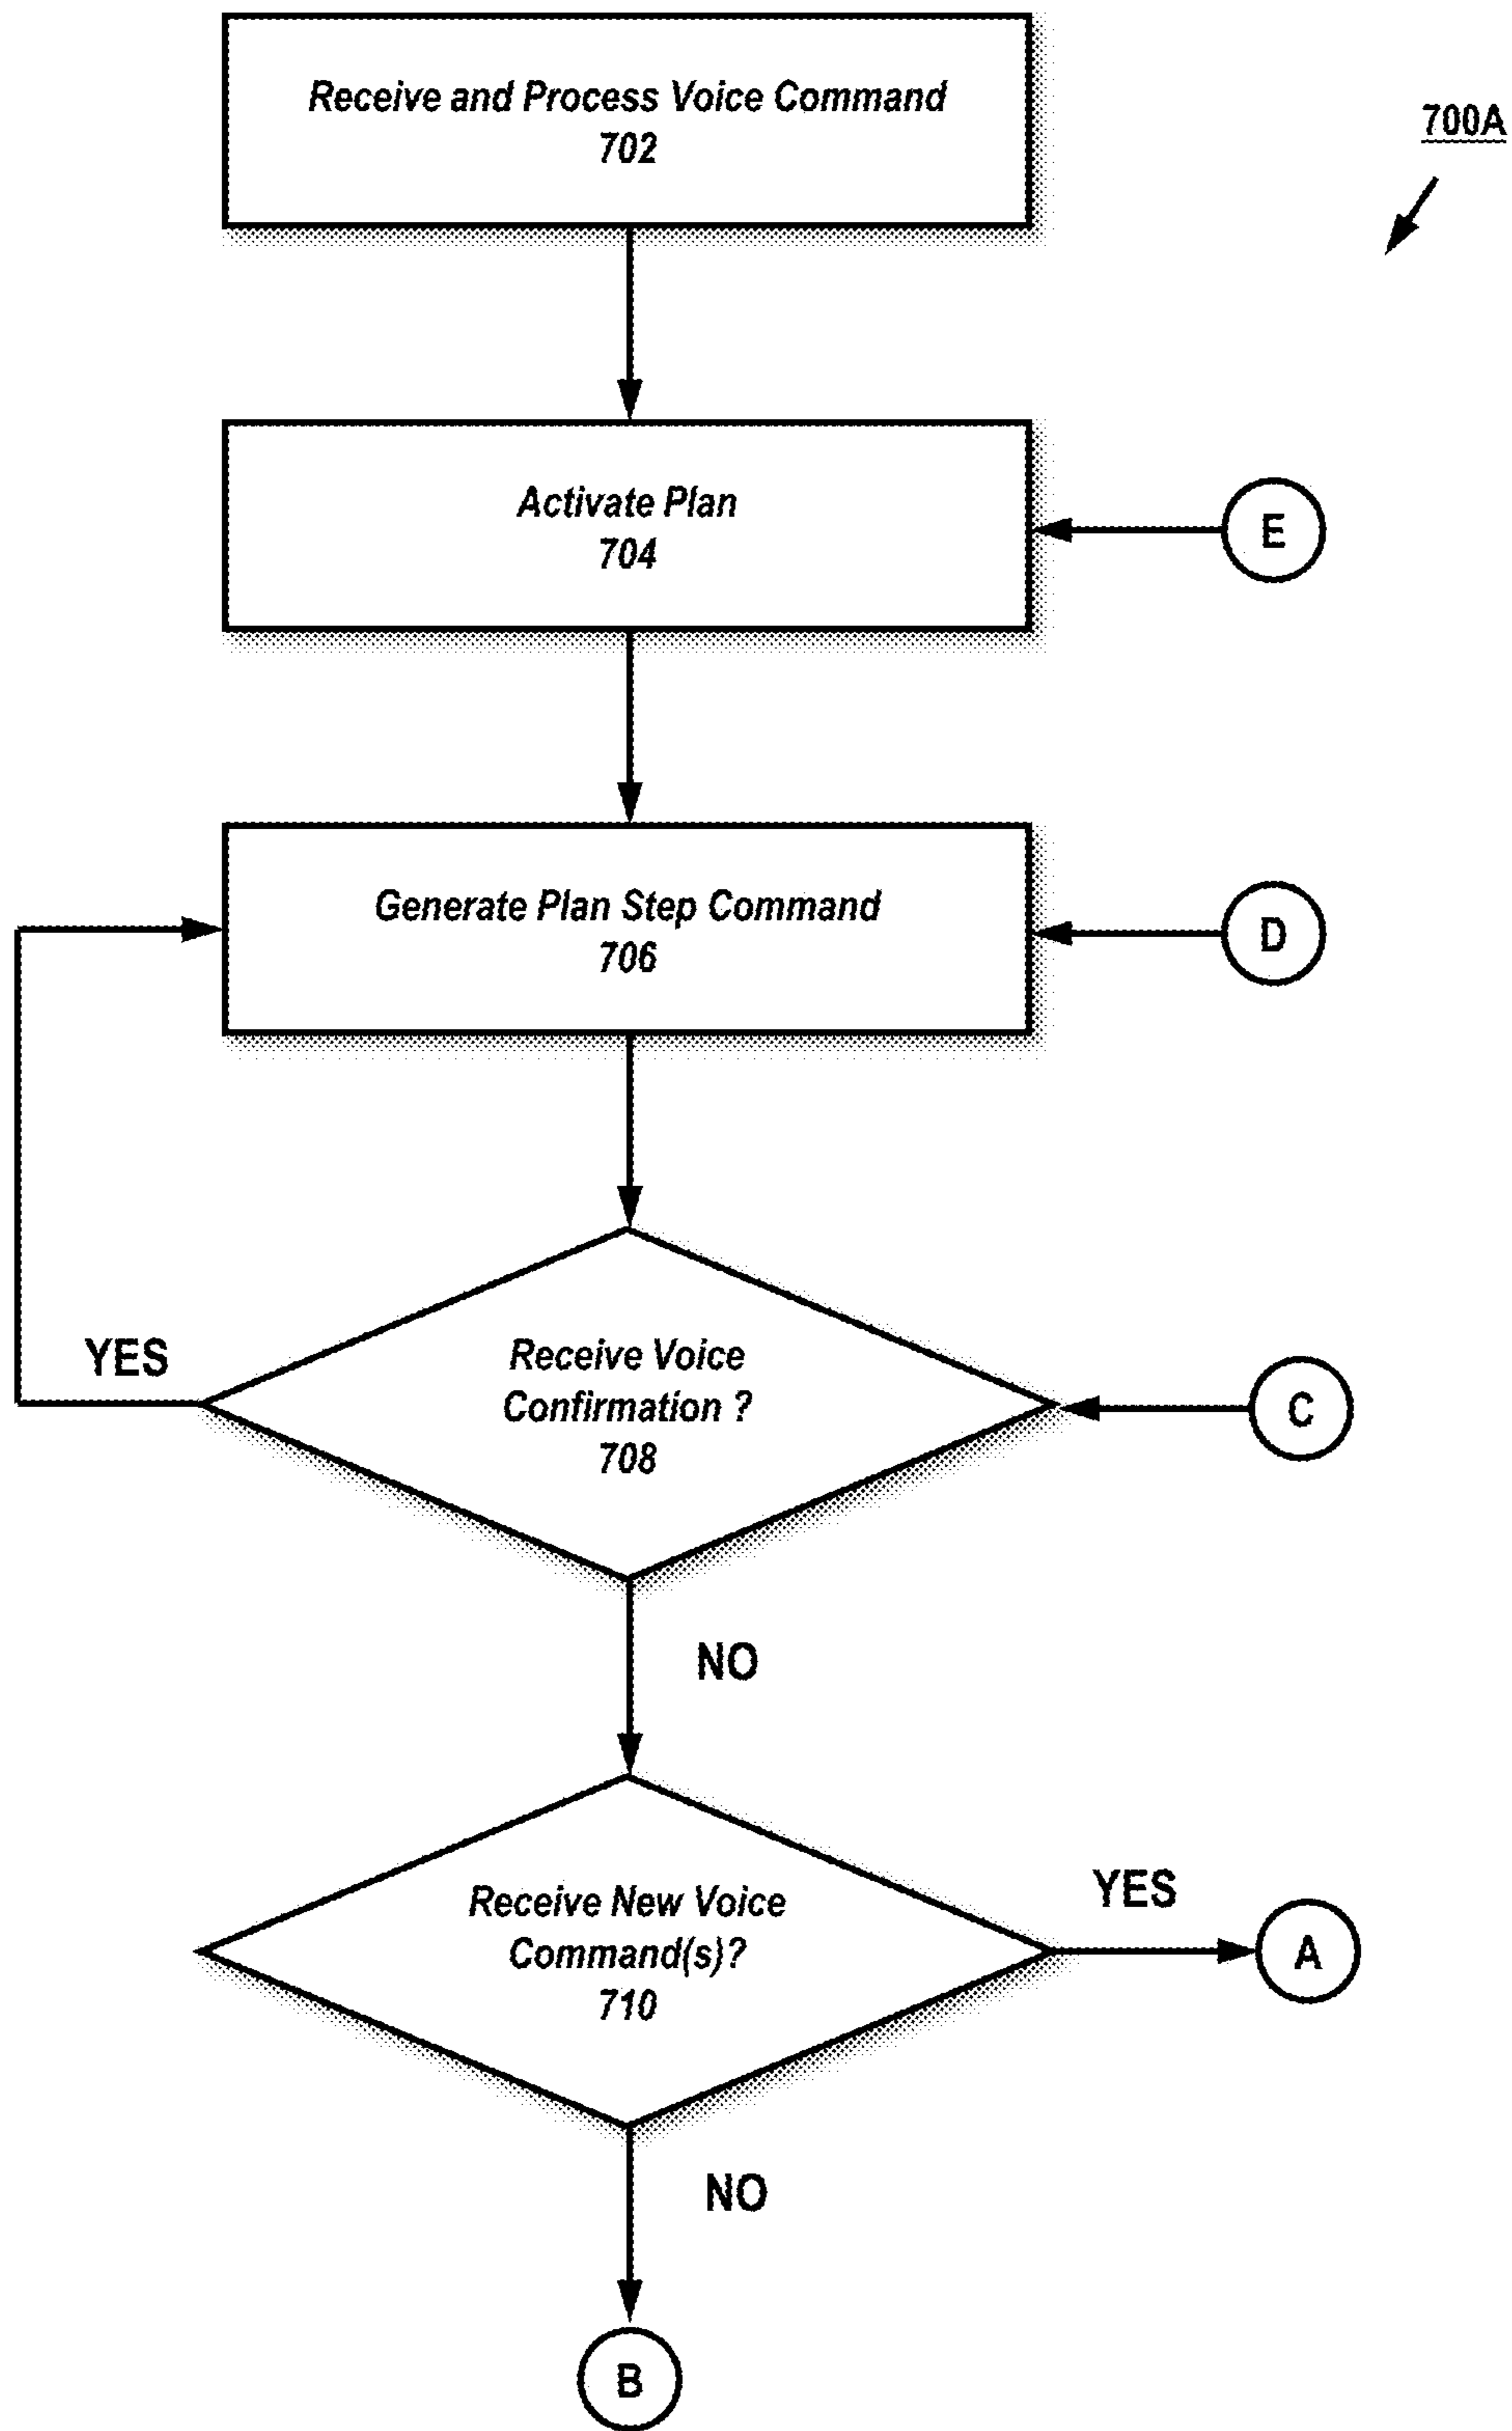 Receive and Process Voice Command
702
700A
Activate Plan
704
E
Generate Plan Step Command
706
D
YES
Receive Voice
Confirmation ?
708
C
NO
Receive New Voice
Command(s)?
710
YES
A
NO
B